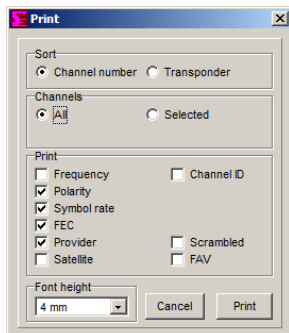 Print
Sort
Channel number Transponder
Channels
All Selected
Print
Frequency Channel ID
Polarity
Symbol rate
FEC
Provider Scrambled
Satellite FAV
Font height
4 mm Cancel Print